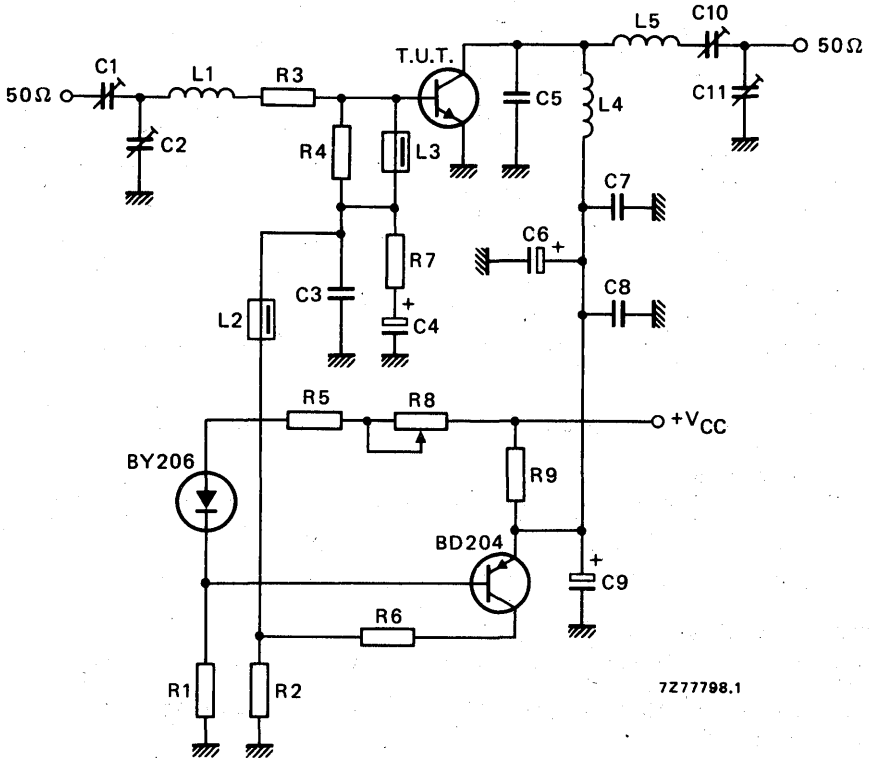 C10
L5
50Ω
T.U.T.
C1
L1
R3
C5
L4
C11
50Ω
C2
R4
L3
C7
C6
+
R7
C8
C3
+
C4
L2
R5
R8
+VCC
BY206
R9
BD204
+
C9
R6
R1
R2
7Z77798.1